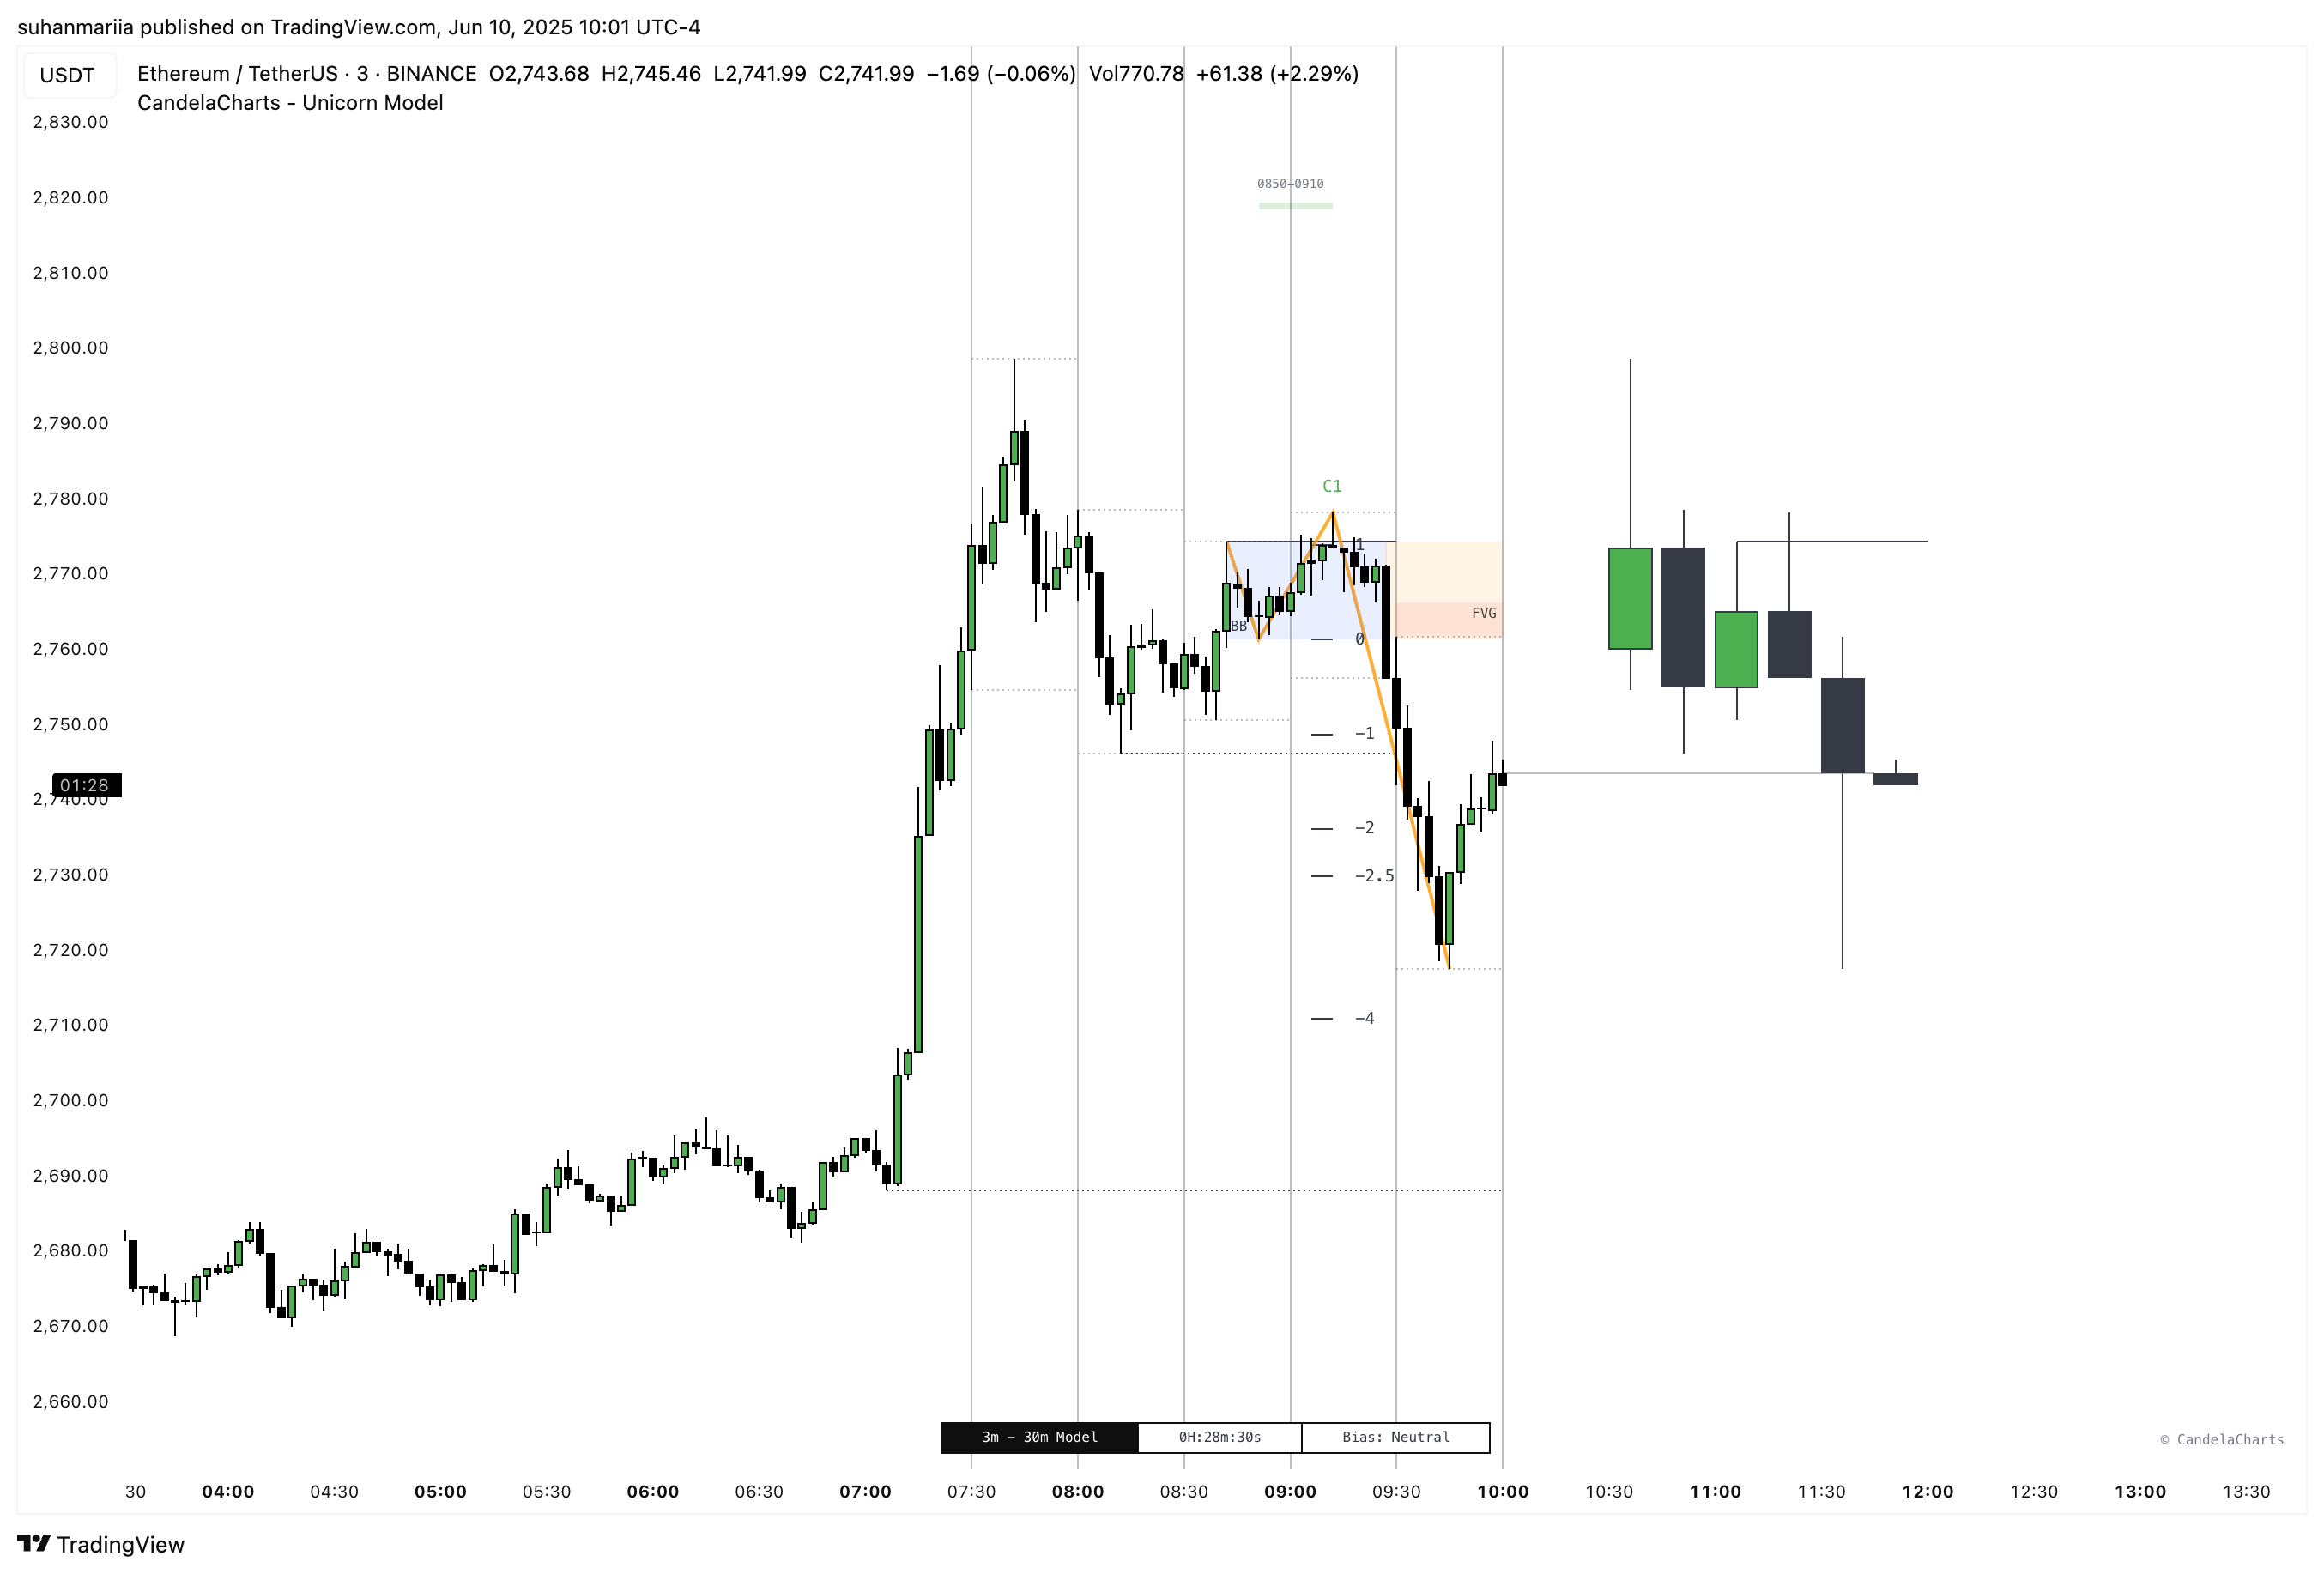 suhanmariia published on TradingView.com, Jun 10, 2025 10:01 UTC-4
USDT
Ethereum / TetherUS · 3 · BINANCE O2,743.68 H2,745.46 L2,741.99 C2,741.99 −1.69 (−0.06%) Vol770.78 +61.38 (+2.29%)
CandelaCharts - Unicorn Model
2,830.00
0850-0910
2,820.00
2,810.00
2,800.00
2,790.00
C1
2,780.00
1
2,770.00
FVG
BB
0
2,760.00
2,750.00
−1
01:28
2,740.00
−2
2,730.00
−2.5
2,720.00
2,710.00
−4
2,700.00
2,690.00
2,680.00
2,670.00
2,660.00
3m − 30m Model 0H:28m:30s Bias: Neutral
© CandelaCharts
30 04:00 04:30 05:00 05:30 06:00 06:30 07:00 07:30 08:00 08:30 09:00 09:30 10:00 10:30 11:00 11:30 12:00 12:30 13:00 13:30
TradingView